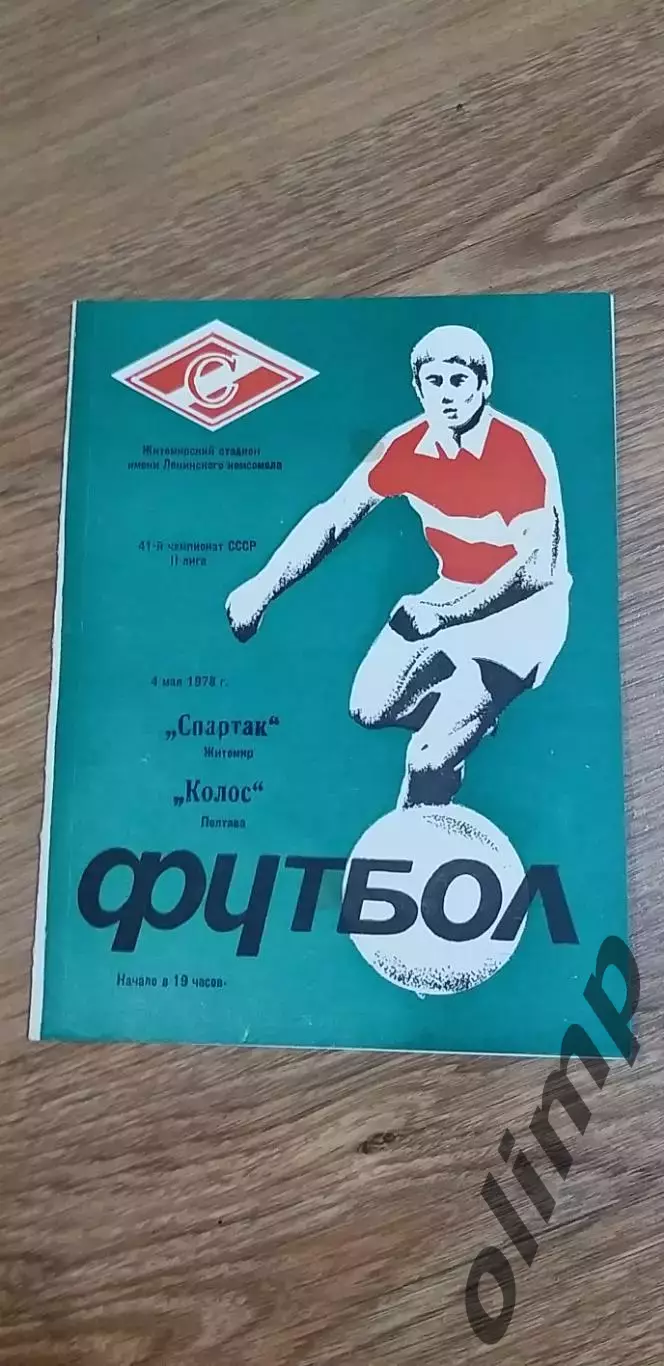 С
Житомирский стадион
имени Ленинского комсомола
41-й чемпионат СССР
II лига
4 мая 1978 г.
„Спартак“
Житомир
„Колос“
Полтава
ФУТБОЛ
Начало в 19 часов.
olimp